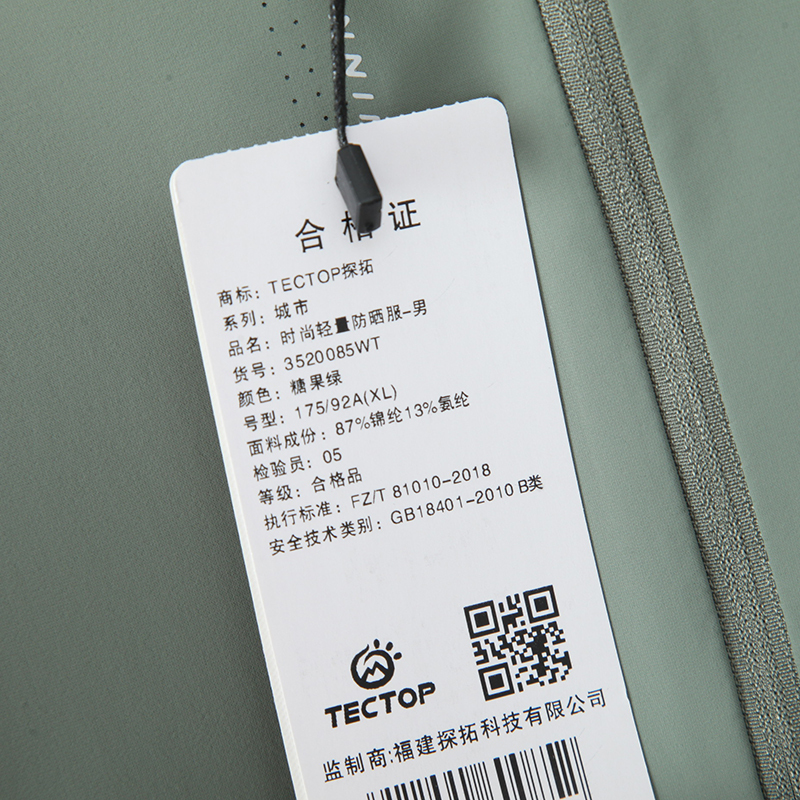 合格证
商标：TECTOP探拓
系列：城市
品名：时尚轻量防晒服-男
货号：3520085WT
颜色：糖果绿
号型：175/92A(XL)
面料成份：87%锦纶13%氨纶
检验员：05
等级：合格品
执行标准：FZ/T 81010-2018
安全技术类别：GB18401-2010 B类
TECTOP
监制商:福建探拓科技有限公司